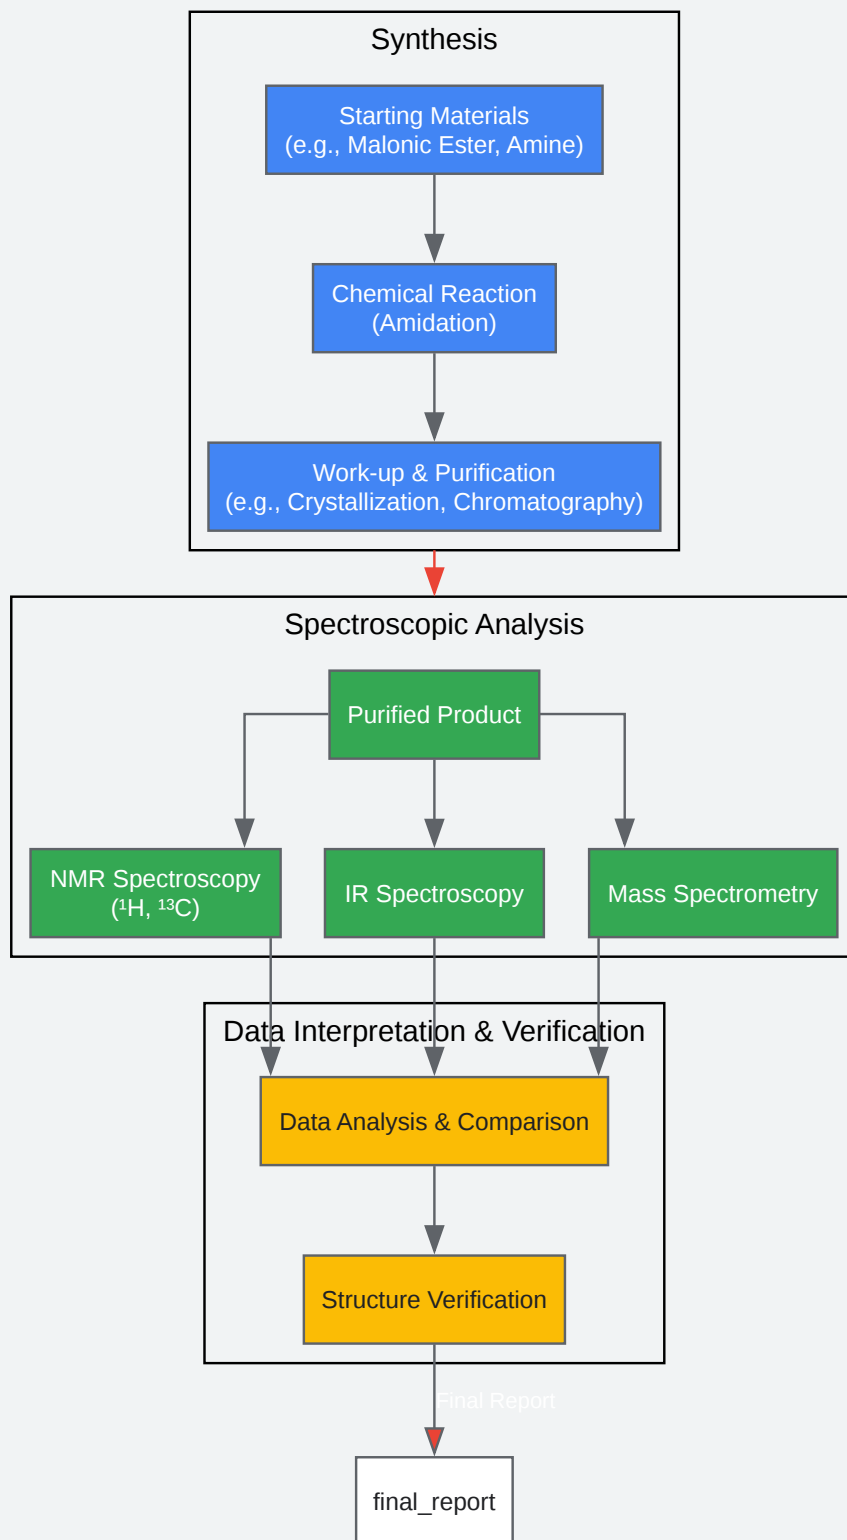 Synthesis
Starting Materials
(e.g., Malonic Ester, Amine)
Chemical Reaction
(Amidation)
Work-up & Purification
(e.g., Crystallization, Chromatography)
Spectroscopic Analysis
Purified Product
NMR Spectroscopy
(¹H, ¹³C)
IR Spectroscopy
Mass Spectrometry
Data Interpretation & Verification
Data Analysis & Comparison
Structure Verification
Final Report
final_report